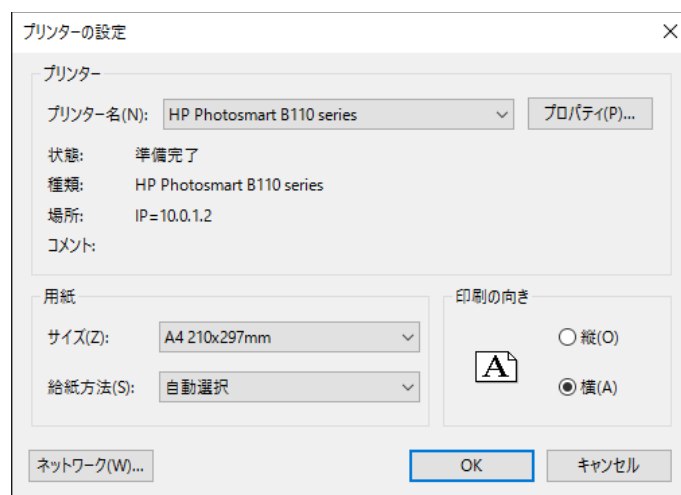 プリンターの設定
プリンター
プリンター名(N): HP Photosmart B110 series プロパティ(P)...
状態: 準備完了
種類: HP Photosmart B110 series
場所: IP=10.0.1.2
コメント:
用紙
サイズ(Z): A4 210x297mm
給紙方法(S): 自動選択
印刷の向き
A
縦(O)
横(A)
ネットワーク(W)... OK キャンセル